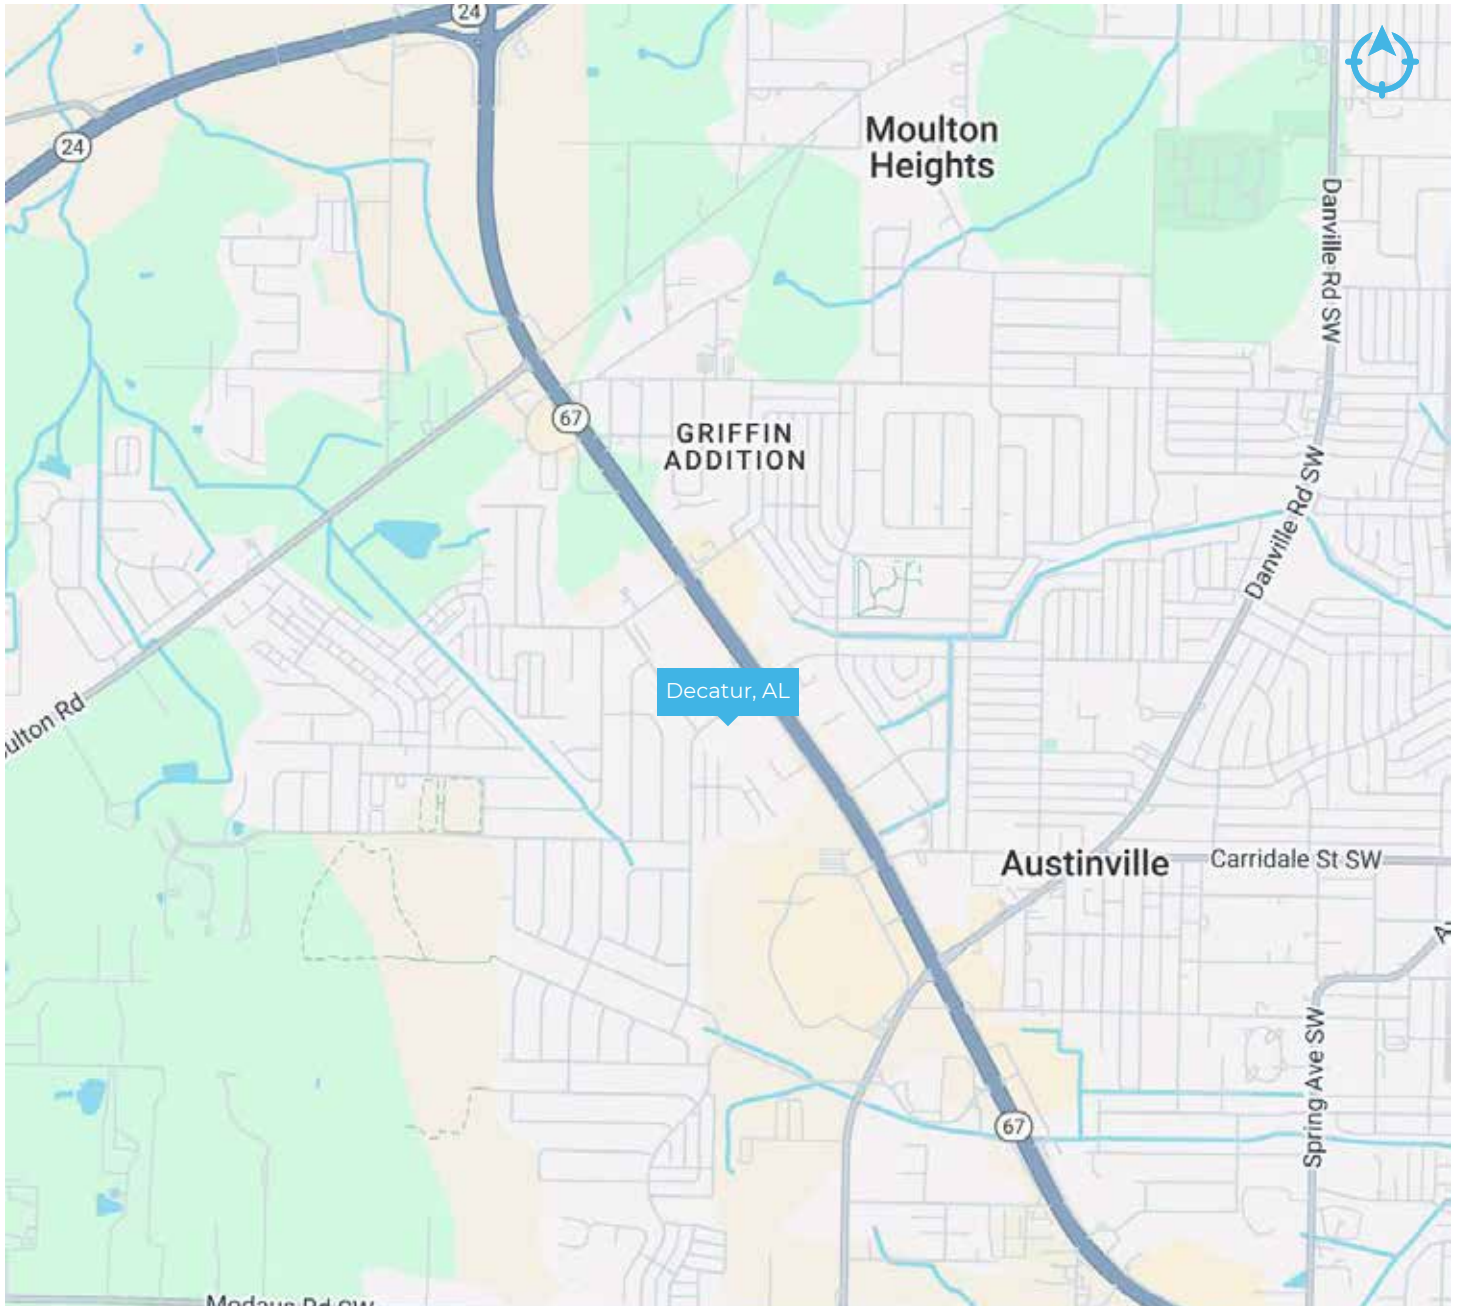 24
24
Moulton
Heights
Danville Rd SW
67
GRIFFIN
ADDITION
Danville Rd SW
Decatur, AL
ulton Rd
Austinville
Carridale St SW
Spring Ave SW
67